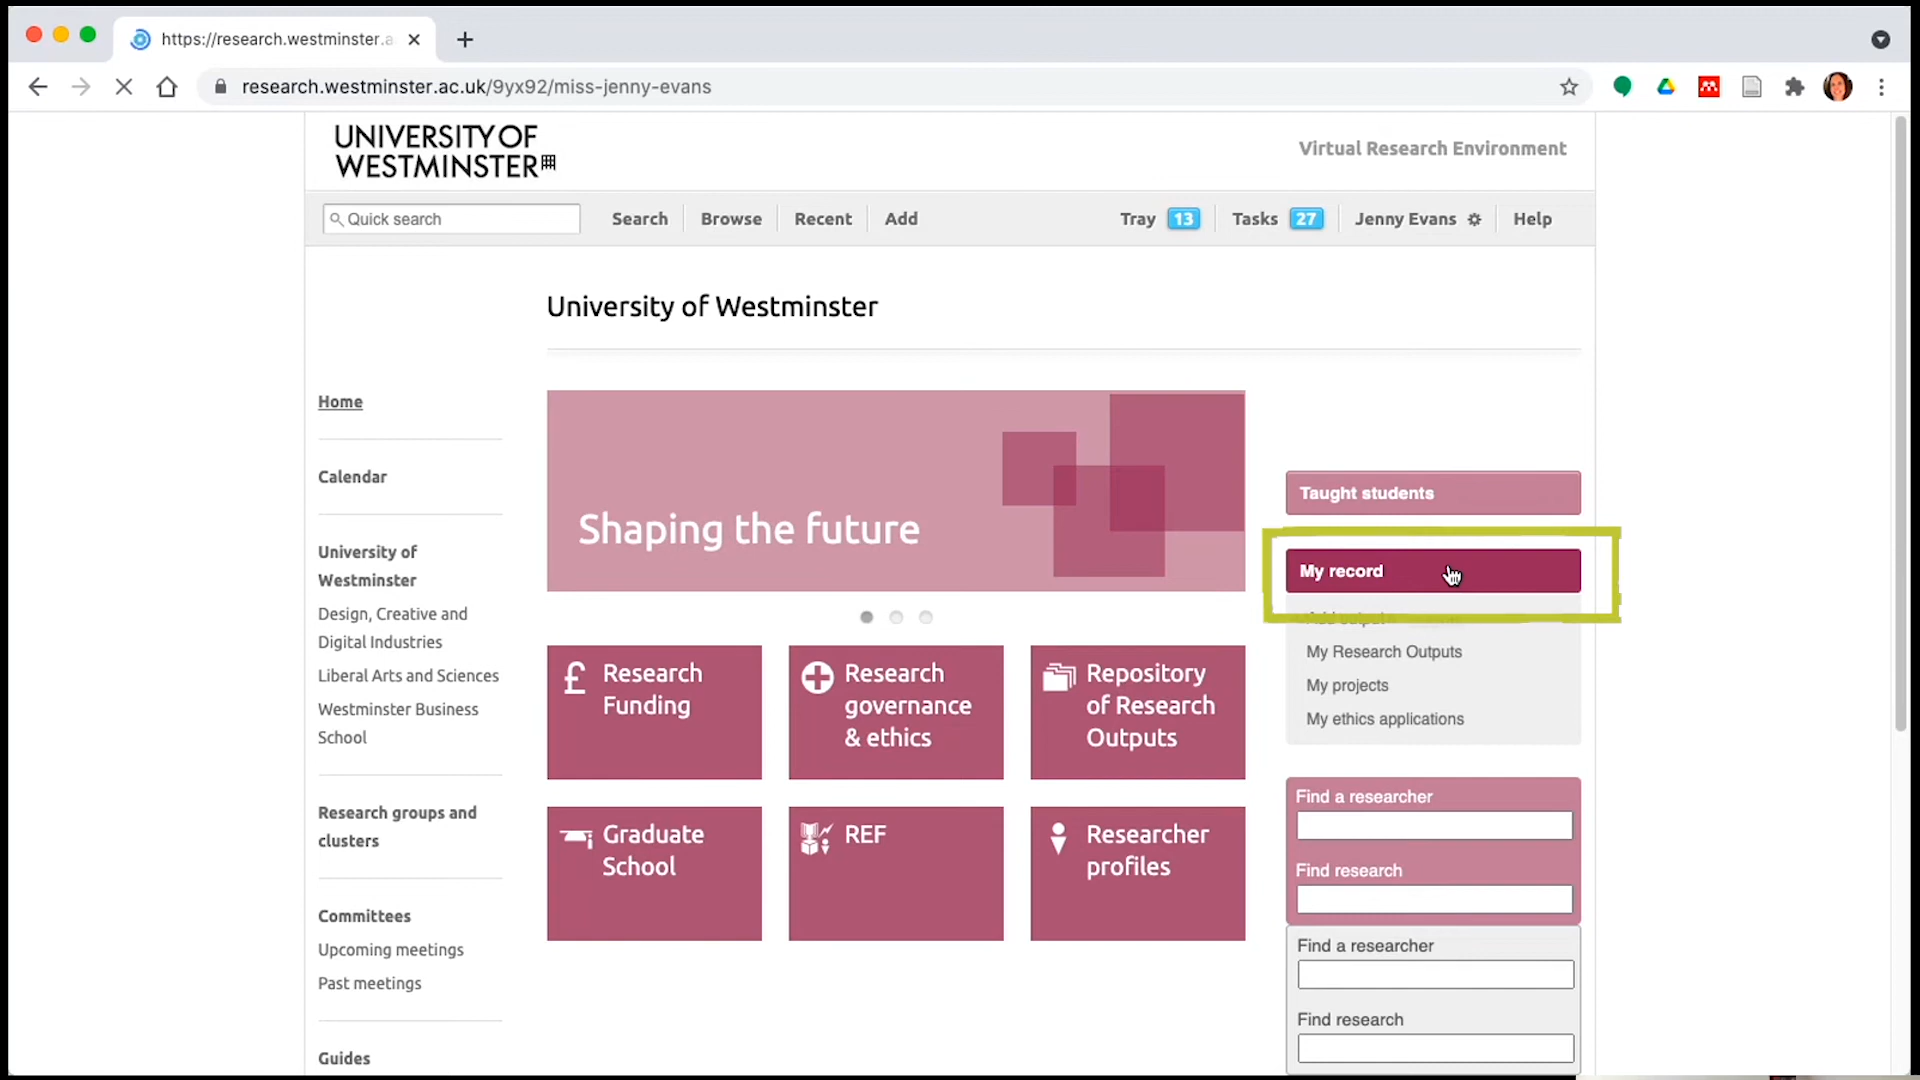 https://research.westminster.a
research.westminster.ac.uk/9yx92/miss-jenny-evans
UNIVERSITY OF
WESTMINSTER
Virtual Research Environment
Quick search
Search
Browse
Recent
Add
Tray 13
Tasks 27
Jenny Evans
Help
University of Westminster
Home
Calendar
University of
Westminster
Design, Creative and
Digital Industries
Liberal Arts and Sciences
Westminster Business
School
Research groups and
clusters
Committees
Upcoming meetings
Past meetings
Guides
Shaping the future
Research
Funding
Research
governance
& ethics
Repository
of Research
Outputs
Graduate
School
REF
Researcher
profiles
Taught students
My record
Add output
My Research Outputs
My projects
My ethics applications
Find a researcher
Find research
Find a researcher
Find research